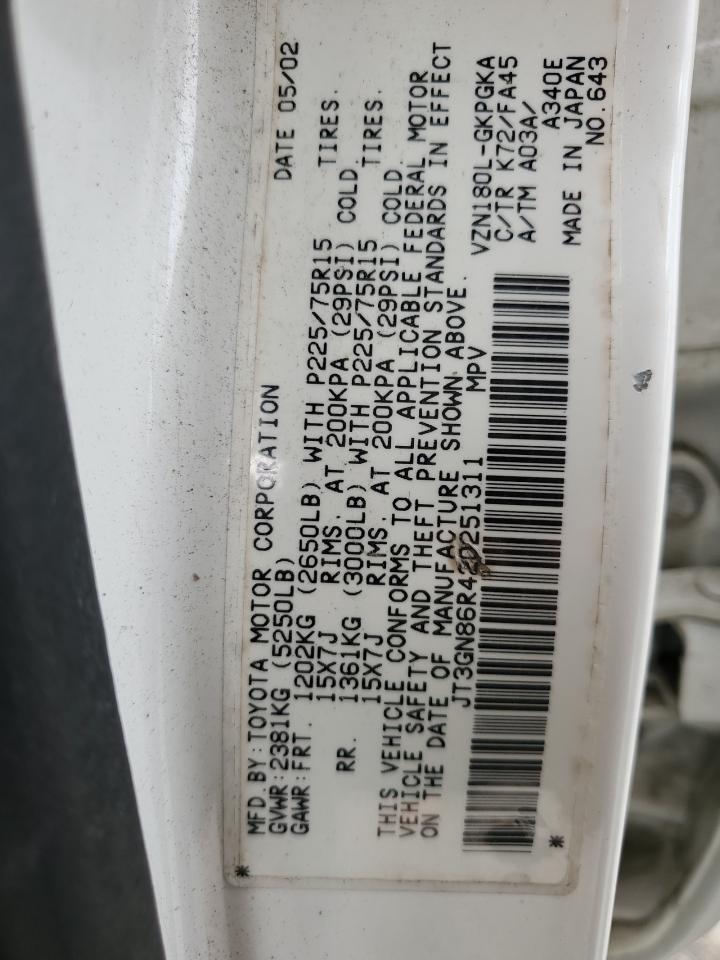 MFD. BY: TOYOTA MOTOR CORPORATION DATE 05/02
GVWR: 2381KG (5250LB)
GAWR: FRT. 1202KG (2650LB) WITH P225/75R15 TIRES.
15X7J RIMS. AT 200KPA (29PSI) COLD.
RR. 1361KG (3000LB) WITH P225/75R15 TIRES.
15X7J RIMS. AT 200KPA (29PSI) COLD.
THIS VEHICLE CONFORMS TO ALL APPLICABLE FEDERAL MOTOR
VEHICLE SAFETY AND THEFT PREVENTION STANDARDS IN EFFECT
ON THE DATE OF MANUFACTURE SHOWN ABOVE.
JT3GN86R420251311 MPV
VZN180L-GKPGKA
C/TR K72/FA45
A/TM A03A/
A340E
MADE IN JAPAN
NO. 643
* *